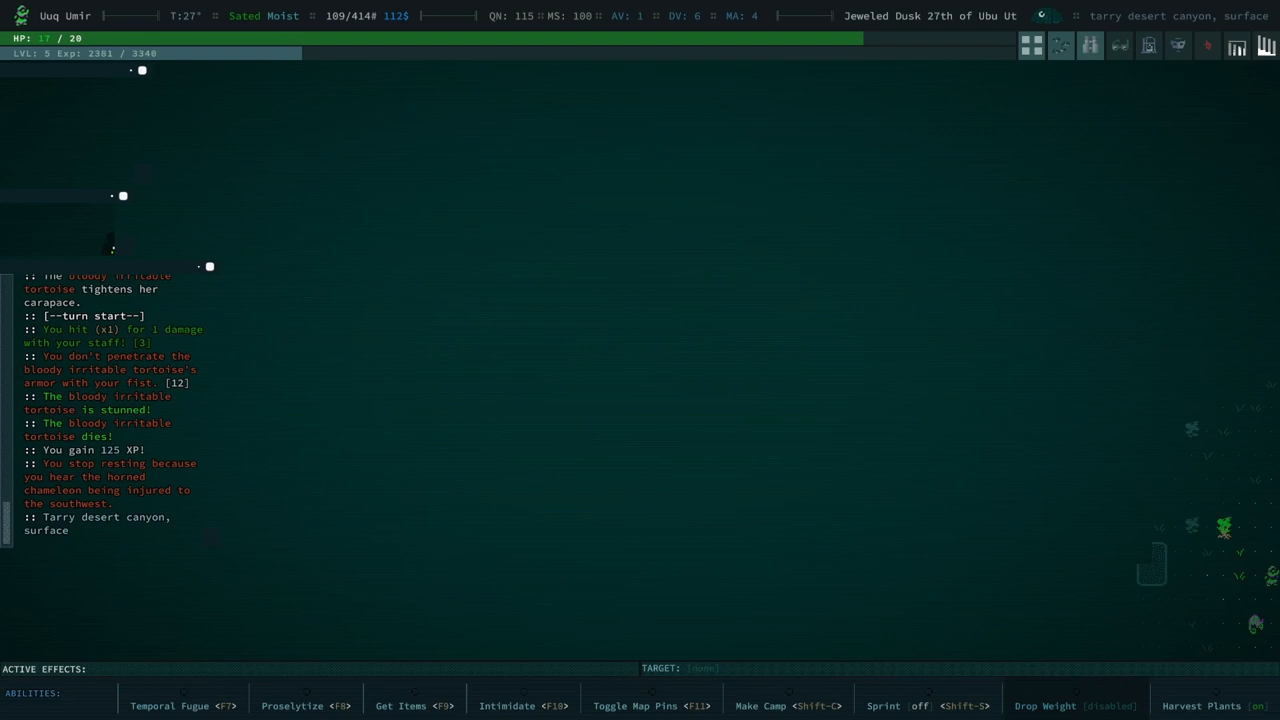 Uuq Umir T:27° :: Sated Moist :: 109/414# 112$ QN: 115 :: MS: 100 :: AV: 1 :: DV: 6 :: MA: 4 Jeweled Dusk 27th of Ubu Ut :: tarry desert canyon, surface
HP: 17 / 20
LVL: 5 Exp: 2381 / 3340
:: The bloody irritable
tortoise tightens her
carapace.
:: [--turn start--]
:: You hit (x1) for 1 damage
with your staff! [3]
:: You don't penetrate the
bloody irritable tortoise's
armor with your fist. [12]
:: The bloody irritable
tortoise is stunned!
:: The bloody irritable
tortoise dies!
:: You gain 125 XP!
:: You stop resting because
you hear the horned
chameleon being injured to
the southwest.
:: Tarry desert canyon,
surface
ACTIVE EFFECTS: TARGET: [none]
ABILITIES: Temporal Fugue <F7> Proselytize <F8> Get Items <F9> Intimidate <F10> Toggle Map Pins <F11> Make Camp <Shift-C> Sprint [off] <Shift-S> Drop Weight [disabled] Harvest Plants [on]